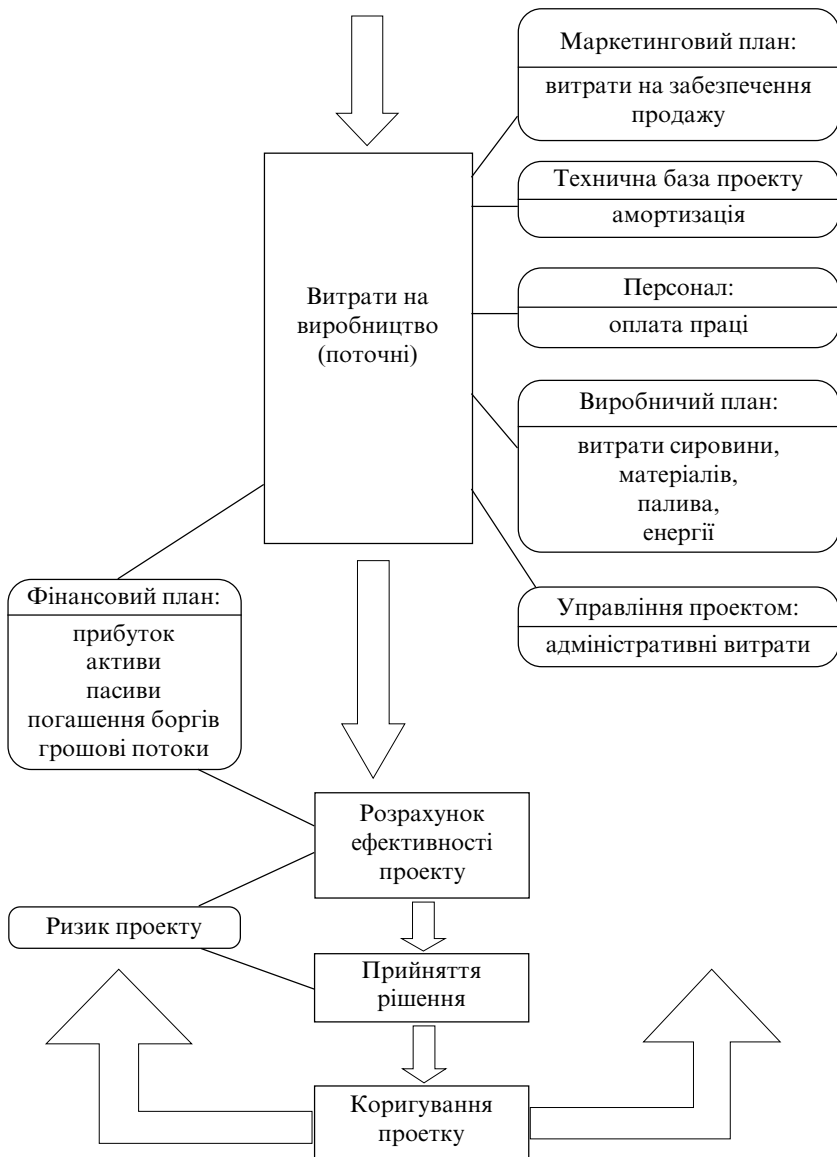 Маркетинговий план:
витрати на забезпечення
продажу
Технична база проекту
амортизація
Витрати на
виробництво
(поточні)
Персонал:
оплата праці
Виробничий план:
витрати сировини,
матеріалів,
палива,
енергії
Фінансовий план:
прибуток
активи
пасиви
погашення боргів
грошові потоки
Управління проектом:
адміністративні витрати
Розрахунок
ефективності
проекту
Ризик проекту
Прийняття
рішення
Коригування
проетку